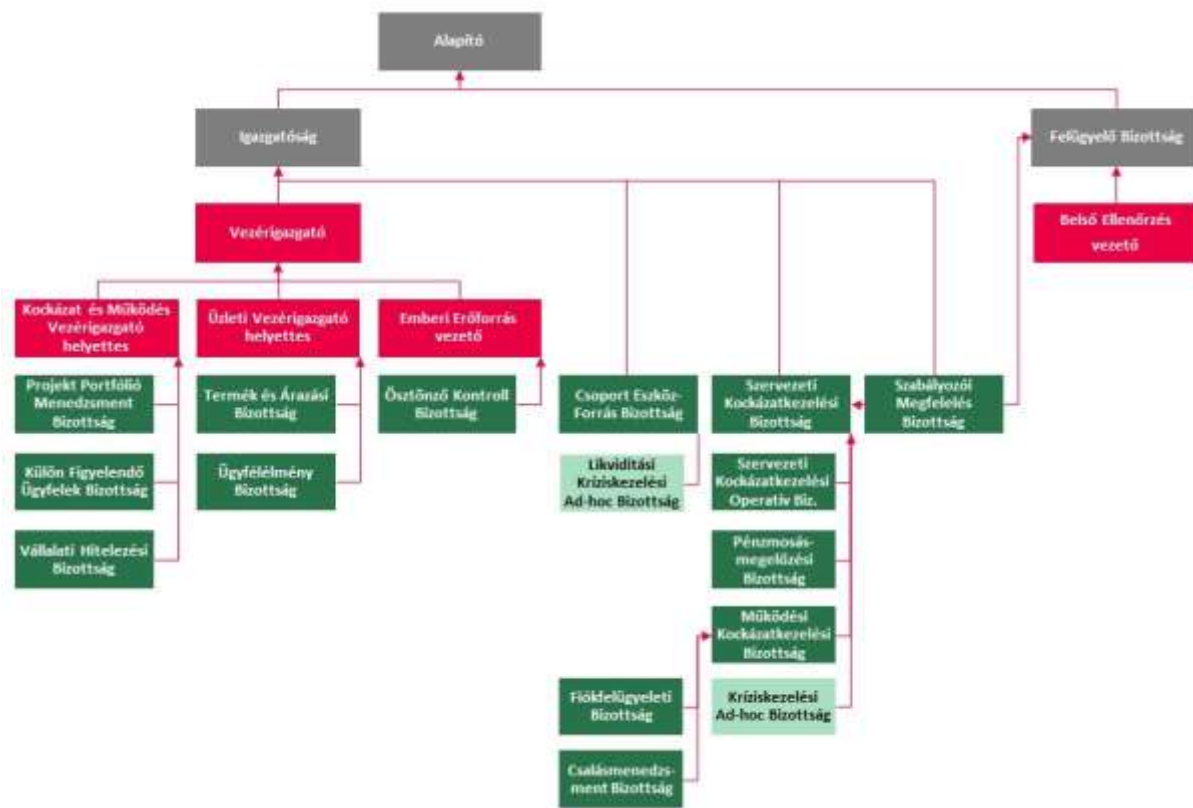 Alapító
Igazgatóság
Felügyelő Bizottság
Vezérigazgató
Belső Ellenőrzés
vezető
Kockázat és Működés
Vezérigazgató
helyettes
Üzleti Vezérigazgató
helyettes
Emberi Erőforrás
vezető
Projekt Portfólió
Menedzsment
Bizottság
Termék és Árazási
Bizottság
Ösztönző Kontroll
Bizottság
Csoport Eszköz-
Forrás Bizottság
Szervezeti
Kockázatkezelési
Bizottság
Szabályozói
Megfelelés
Bizottság
Külön Figyelendő
Ügyfelek Bizottság
Ügyfélélmény
Bizottság
Likviditási
Kríziskezelési
Ad-hoc Bizottság
Szervezeti
Kockázatkezelési
Operatív Biz.
Vállalati Hitelezési
Bizottság
Pénzmosás-
megelőzési
Bizottság
Működési
Kockázatkezelési
Bizottság
Fiókfelügyeleti
Bizottság
Kríziskezelési
Ad-hoc Bizottság
Csalásmenedzs-
ment Bizottság